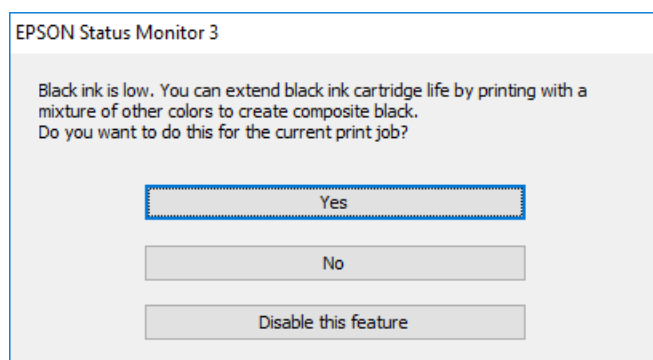 EPSON Status Monitor 3
Black ink is low. You can extend black ink cartridge life by printing with a
mixture of other colors to create composite black.
Do you want to do this for the current print job?
Yes
No
Disable this feature